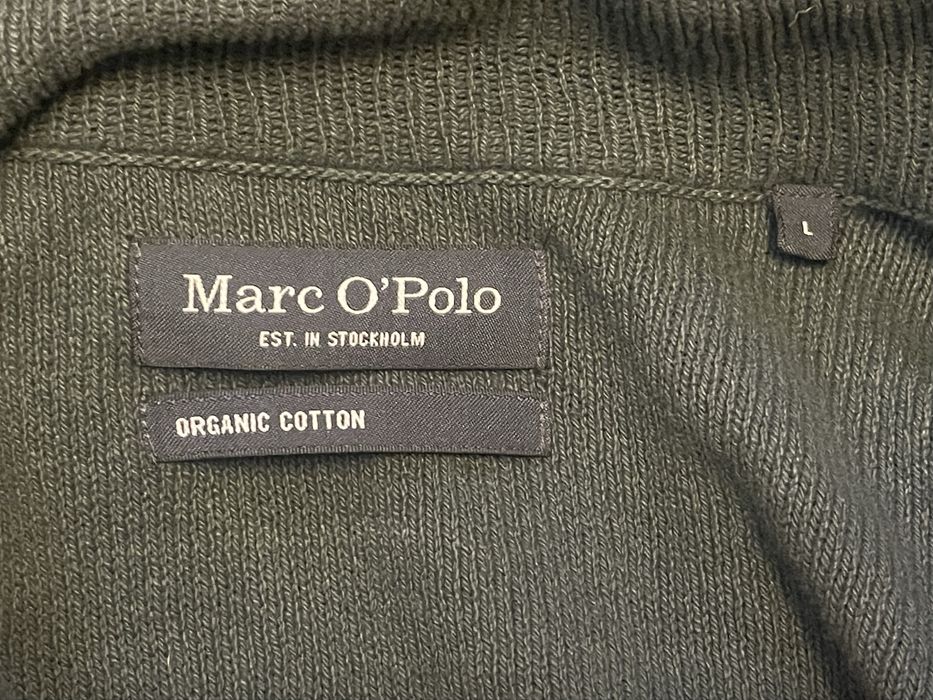 L
Marc O'Polo
EST. IN STOCKHOLM
ORGANIC COTTON